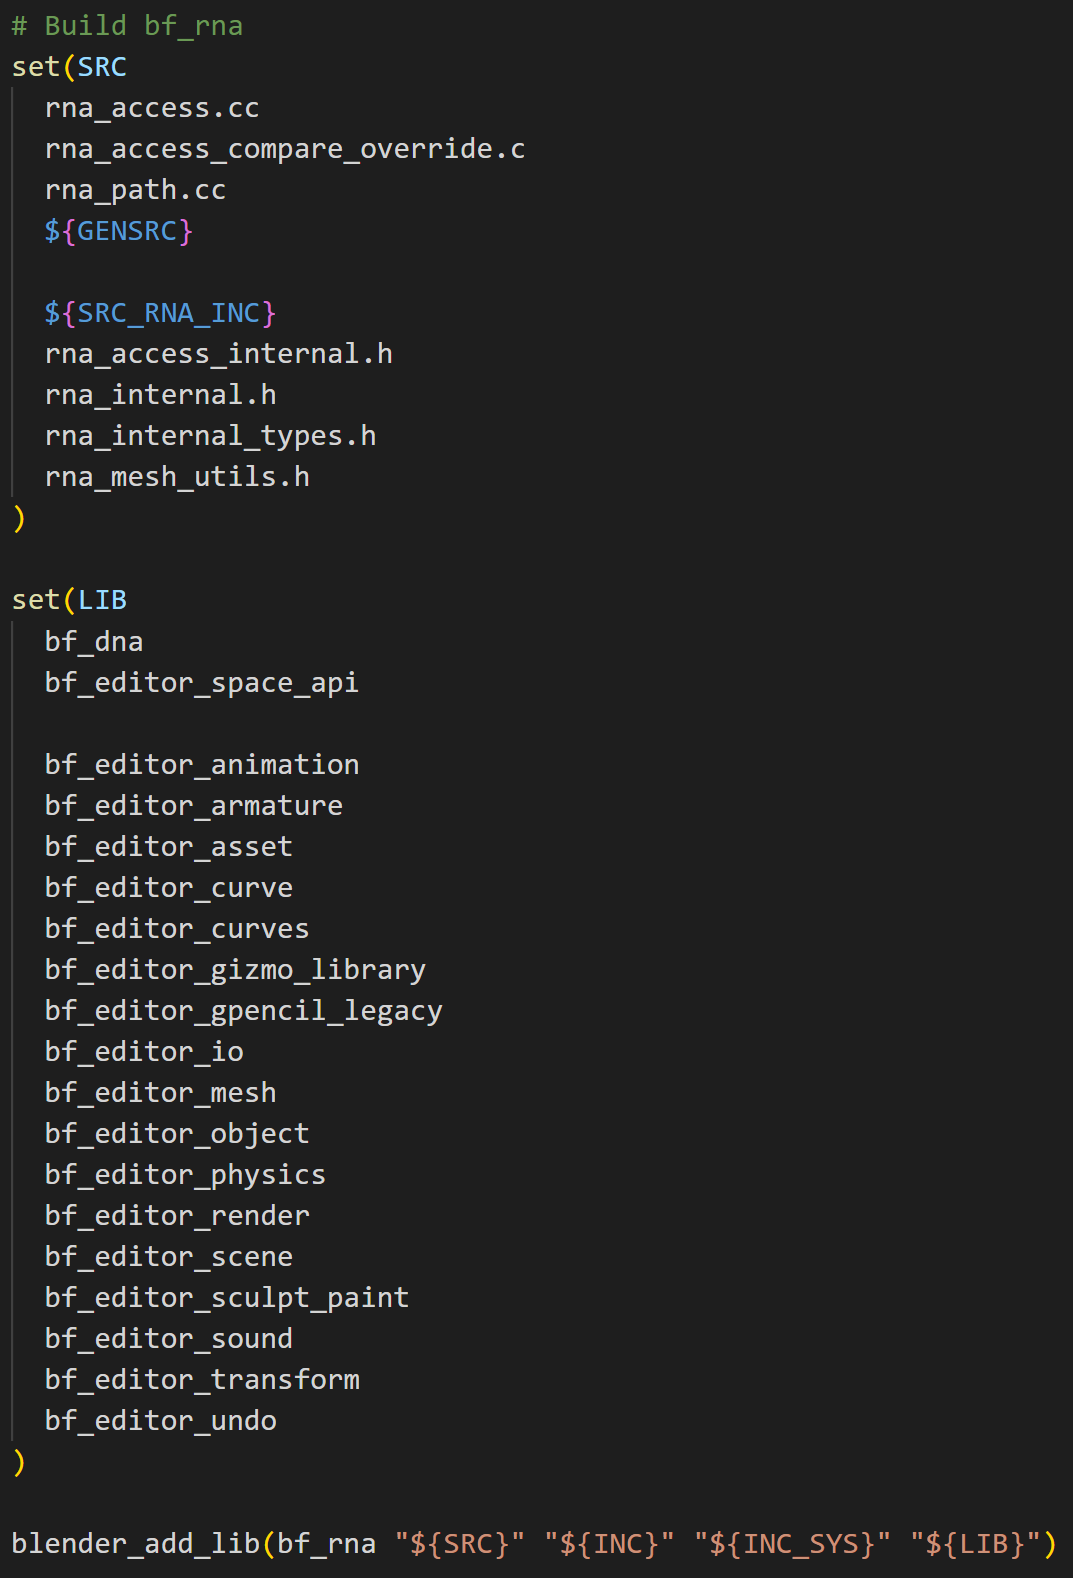 # Build bf_rna
set(SRC
  rna_access.cc
  rna_access_compare_override.c
  rna_path.cc
  ${GENSRC}

  ${SRC_RNA_INC}
  rna_access_internal.h
  rna_internal.h
  rna_internal_types.h
  rna_mesh_utils.h
)

set(LIB
  bf_dna
  bf_editor_space_api

  bf_editor_animation
  bf_editor_armature
  bf_editor_asset
  bf_editor_curve
  bf_editor_curves
  bf_editor_gizmo_library
  bf_editor_gpencil_legacy
  bf_editor_io
  bf_editor_mesh
  bf_editor_object
  bf_editor_physics
  bf_editor_render
  bf_editor_scene
  bf_editor_sculpt_paint
  bf_editor_sound
  bf_editor_transform
  bf_editor_undo
)

blender_add_lib(bf_rna "${SRC}" "${INC}" "${INC_SYS}" "${LIB}")